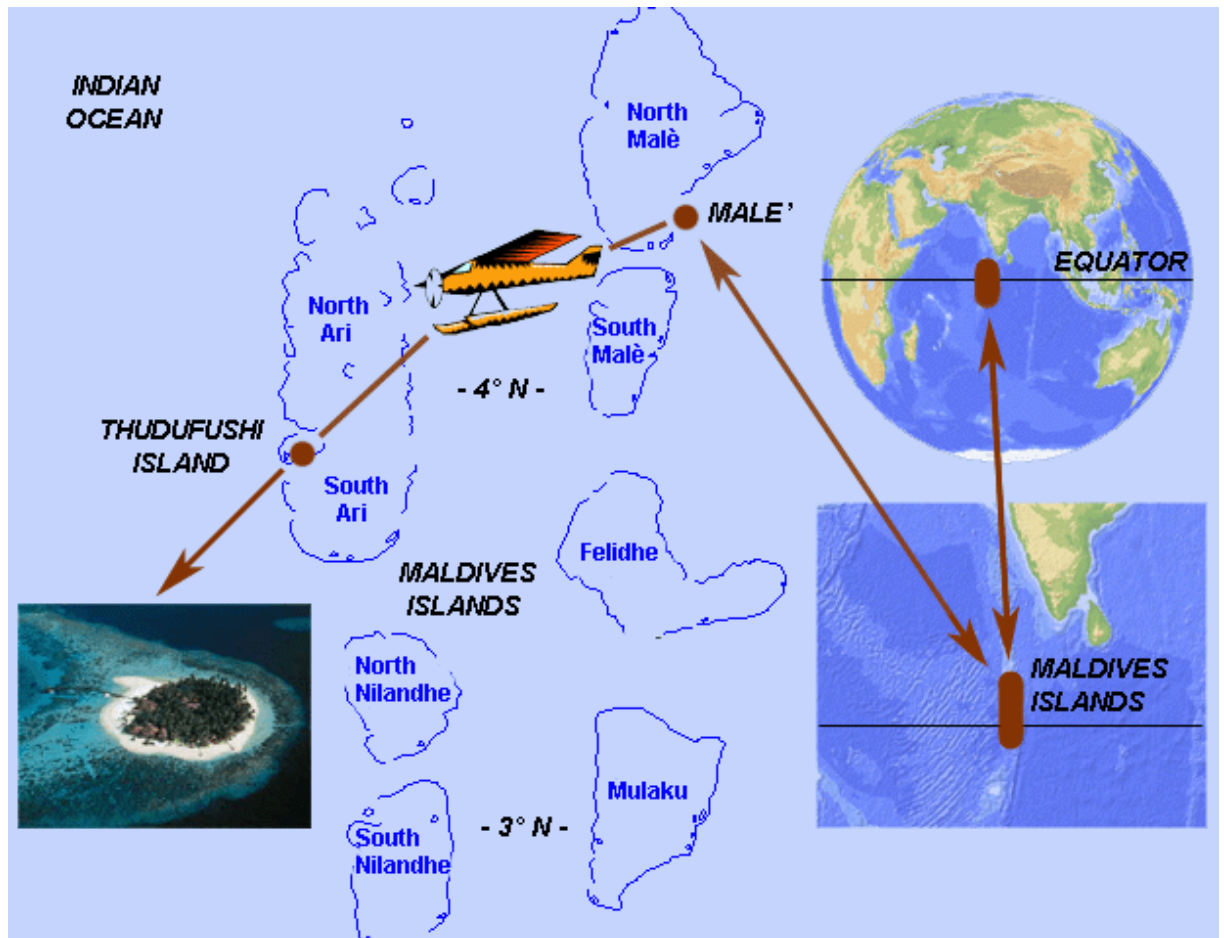 INDIAN
OCEAN
North
Malè
MALE’
EQUATOR
North
Ari
South
Malè
- 4° N -
THUDUFUSHI
ISLAND
South
Ari
Felidhe
MALDIVES
ISLANDS
North
Nilandhe
MALDIVES
ISLANDS
Mulaku
- 3° N -
South
Nilandhe